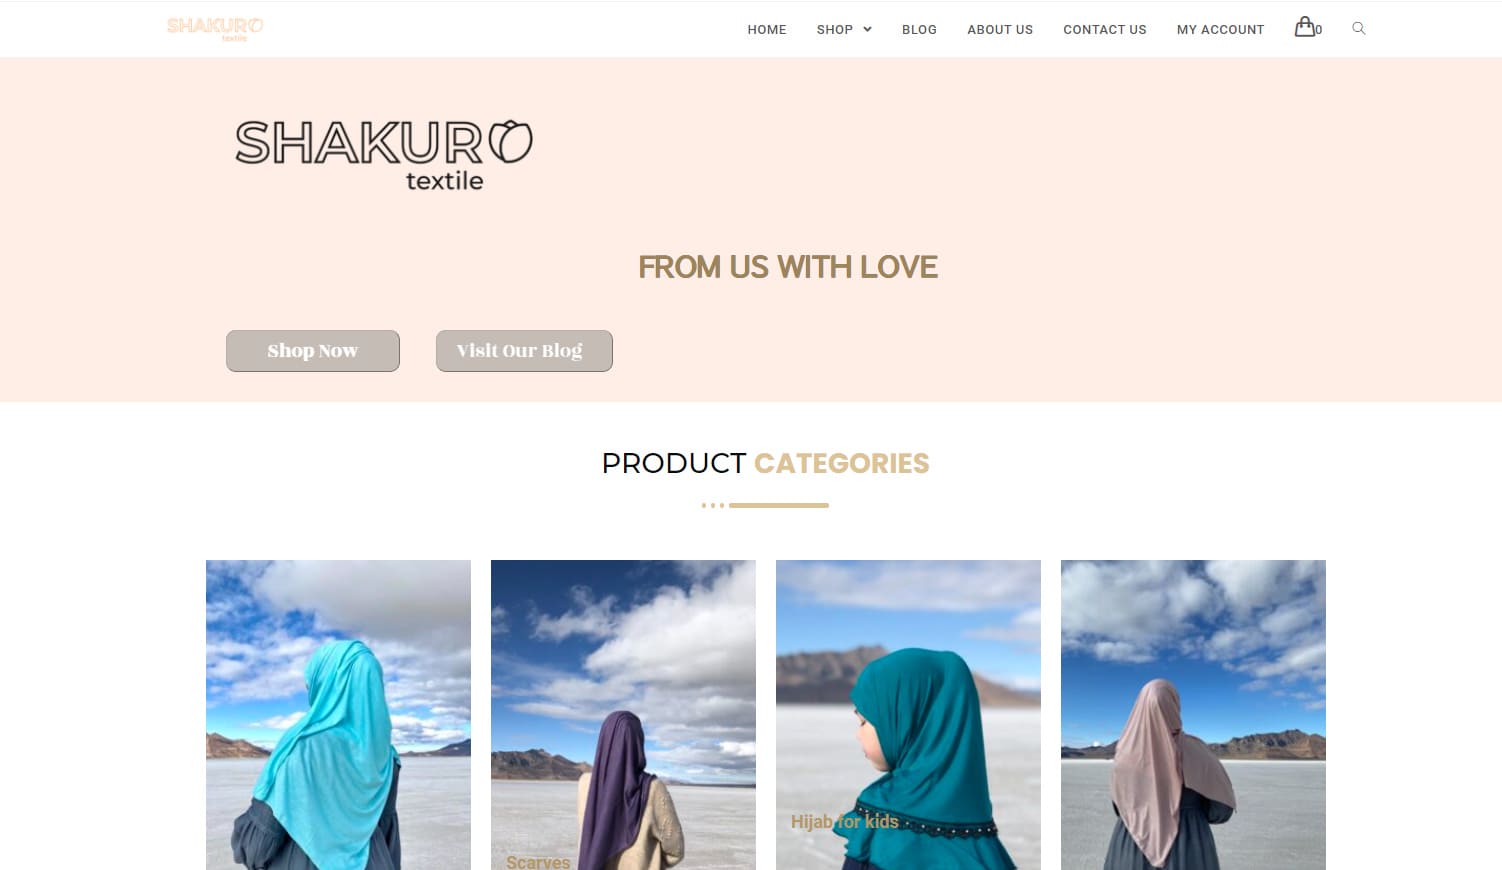 SHAKURO
textile
HOME
SHOP
BLOG
ABOUT US
CONTACT US
MY ACCOUNT
0
SHAKURO
textile
FROM US WITH LOVE
Shop Now
Visit Our Blog
PRODUCT CATEGORIES
Hijab for kids
Scarves